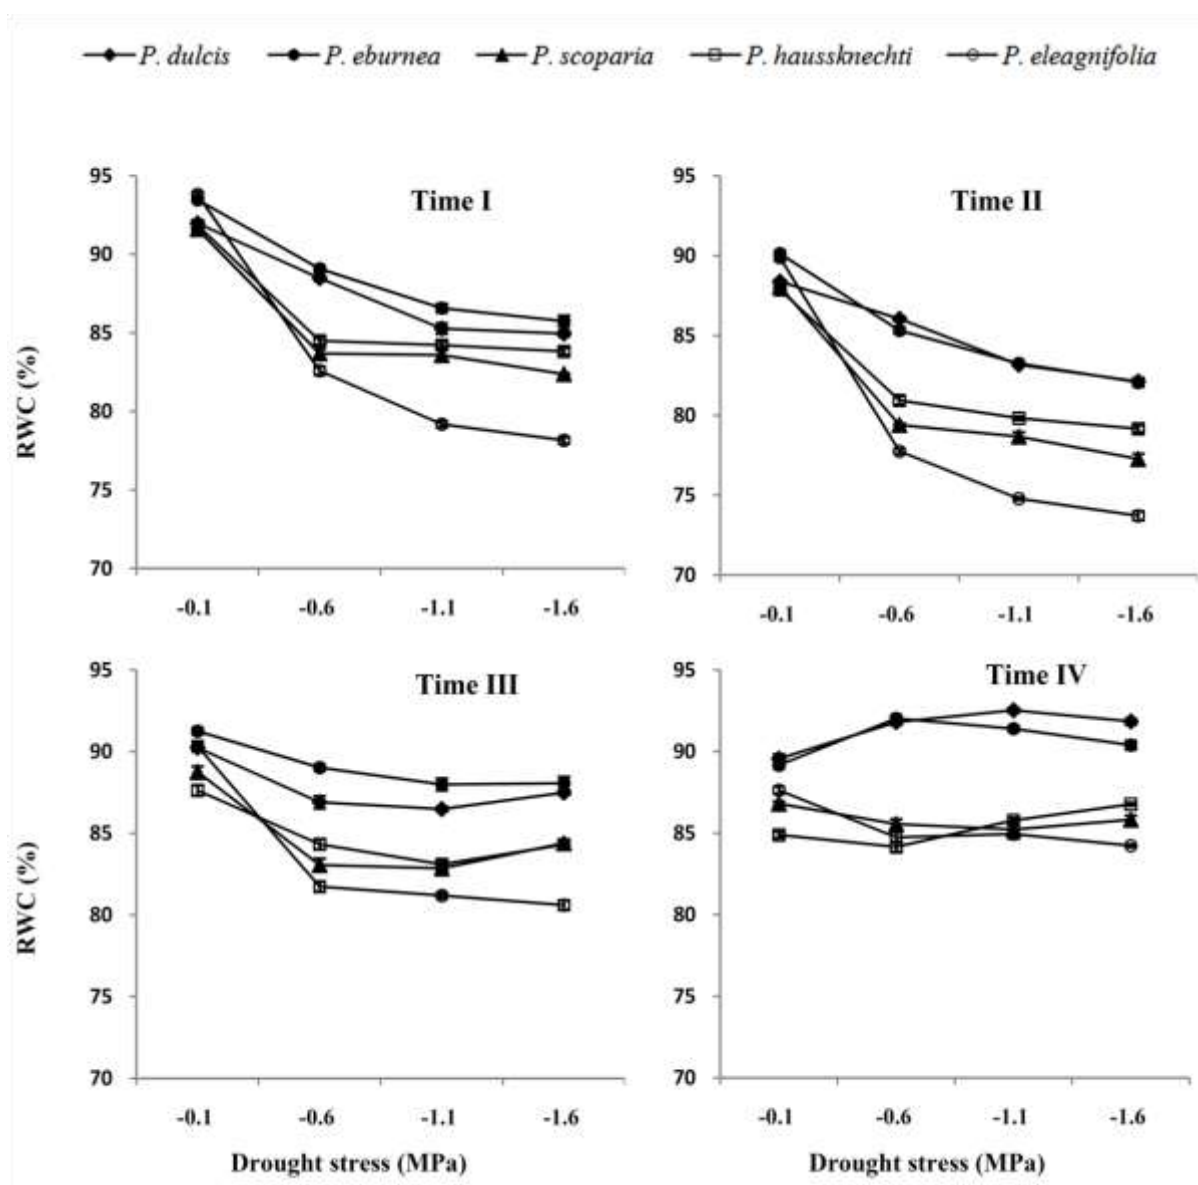 P. dulcis P. eburnea P. scoparia P. haussknechti P. eleagnifolia
Time I
95
90
85
80
75
70
RWC (%)
-0.1 -0.6 -1.1 -1.6
Time II
95
90
85
80
75
70
-0.1 -0.6 -1.1 -1.6
Time III
95
90
85
80
75
70
RWC (%)
-0.1 -0.6 -1.1 -1.6
Drought stress (MPa)
Time IV
95
90
85
80
75
70
-0.1 -0.6 -1.1 -1.6
Drought stress (MPa)